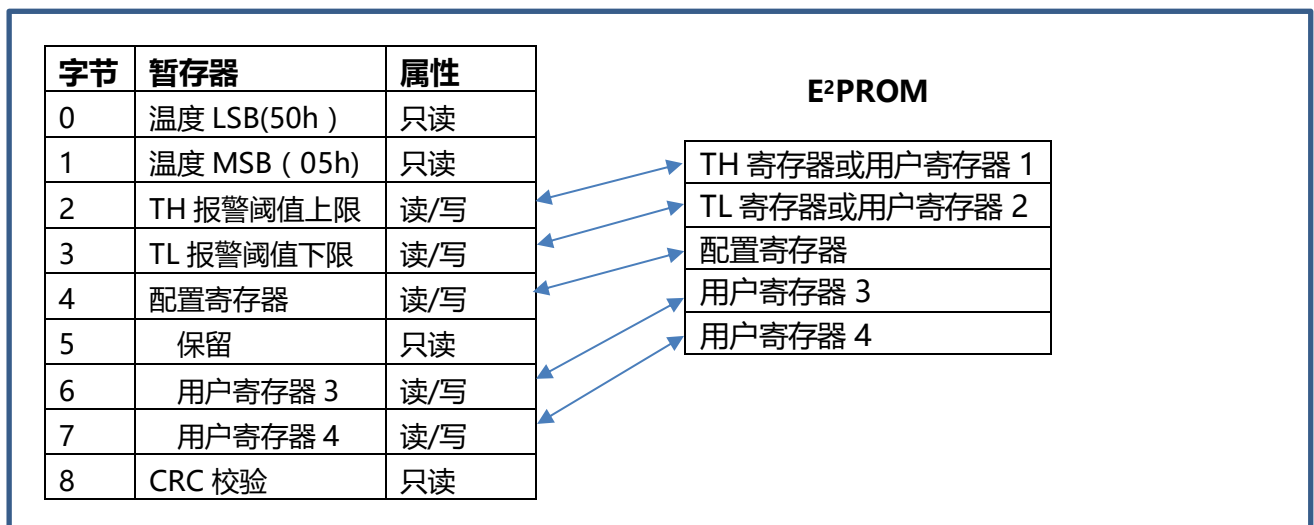 字节 暂存器 属性
0 温度 LSB(50h） 只读
1 温度 MSB（05h) 只读
2 TH 报警阈值上限 读/写
3 TL 报警阈值下限 读/写
4 配置寄存器 读/写
5 保留 只读
6 用户寄存器 3 读/写
7 用户寄存器 4 读/写
8 CRC 校验 只读
E²PROM
TH 寄存器或用户寄存器 1
TL 寄存器或用户寄存器 2
配置寄存器
用户寄存器 3
用户寄存器 4